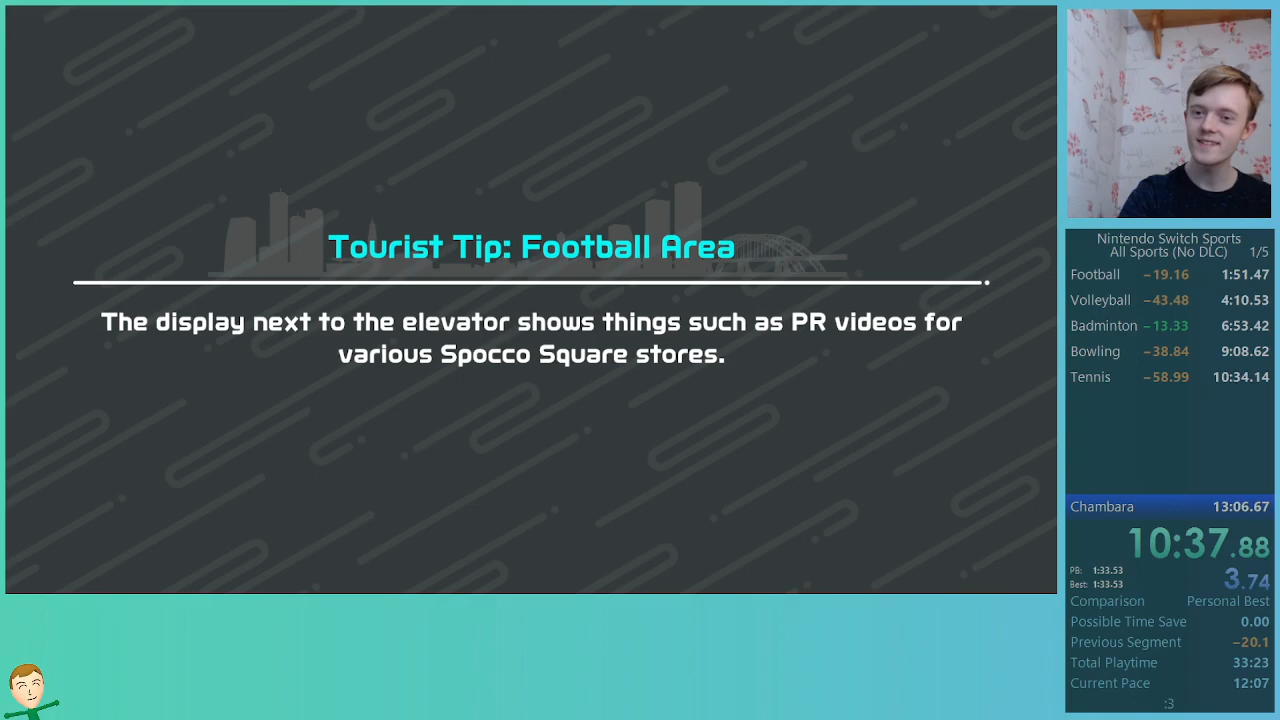 Tourist Tip: Football Area
The display next to the elevator shows things such as PR videos for
various Spocco Square stores.
Nintendo Switch Sports
All Sports (No DLC) 1/5
Football −19.16 1:51.47
Volleyball −43.48 4:10.53
Badminton −13.33 6:53.42
Bowling −38.84 9:08.62
Tennis −58.99 10:34.14
Chambara 13:06.67
10:37.88
PB: 1:33.53
Best: 1:33.53
3.74
Comparison Personal Best
Possible Time Save 0.00
Previous Segment −20.1
Total Playtime 33:23
Current Pace 12:07
:3